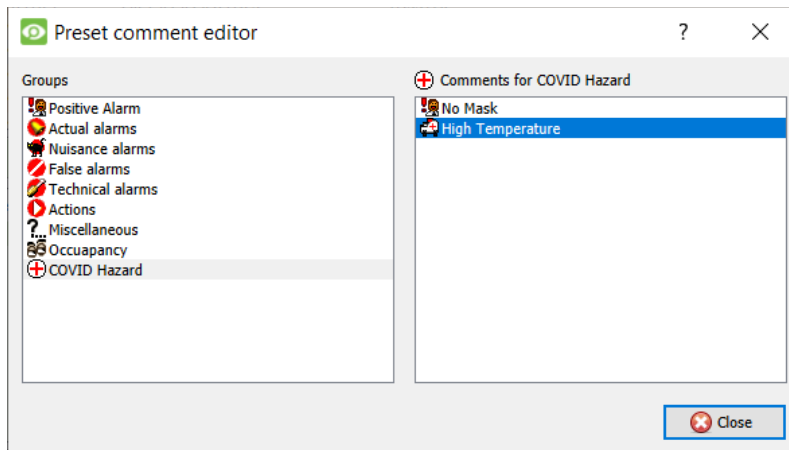 Preset comment editor
Groups
Positive Alarm
Actual alarms
Nuisance alarms
False alarms
Technical alarms
Actions
Miscellaneous
Occuapancy
COVID Hazard
Comments for COVID Hazard
No Mask
High Temperature
Close